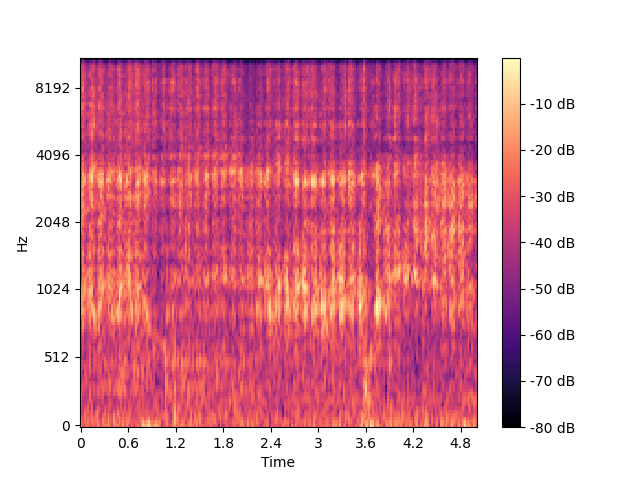 8192
4096
2048
1024
512
0
Hz
0 0.6 1.2 1.8 2.4 3 3.6 4.2 4.8
Time
-10 dB
-20 dB
-30 dB
-40 dB
-50 dB
-60 dB
-70 dB
-80 dB